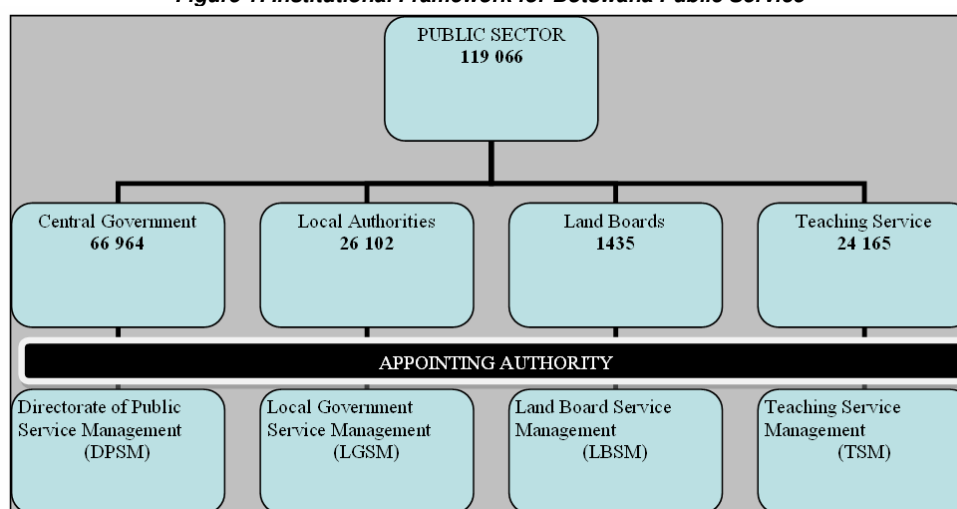 Figure 1: Institutional Framework for Botswana Public Service
PUBLIC SECTOR
119 066
Central Government
66 964
Local Authorities
26 102
Land Boards
1435
Teaching Service
24 165
APPOINTING AUTHORITY
Directorate of Public
Service Management
(DPSM)
Local Government
Service Management
(LGSM)
Land Board Service
Management
(LBSM)
Teaching Service
Management
(TSM)